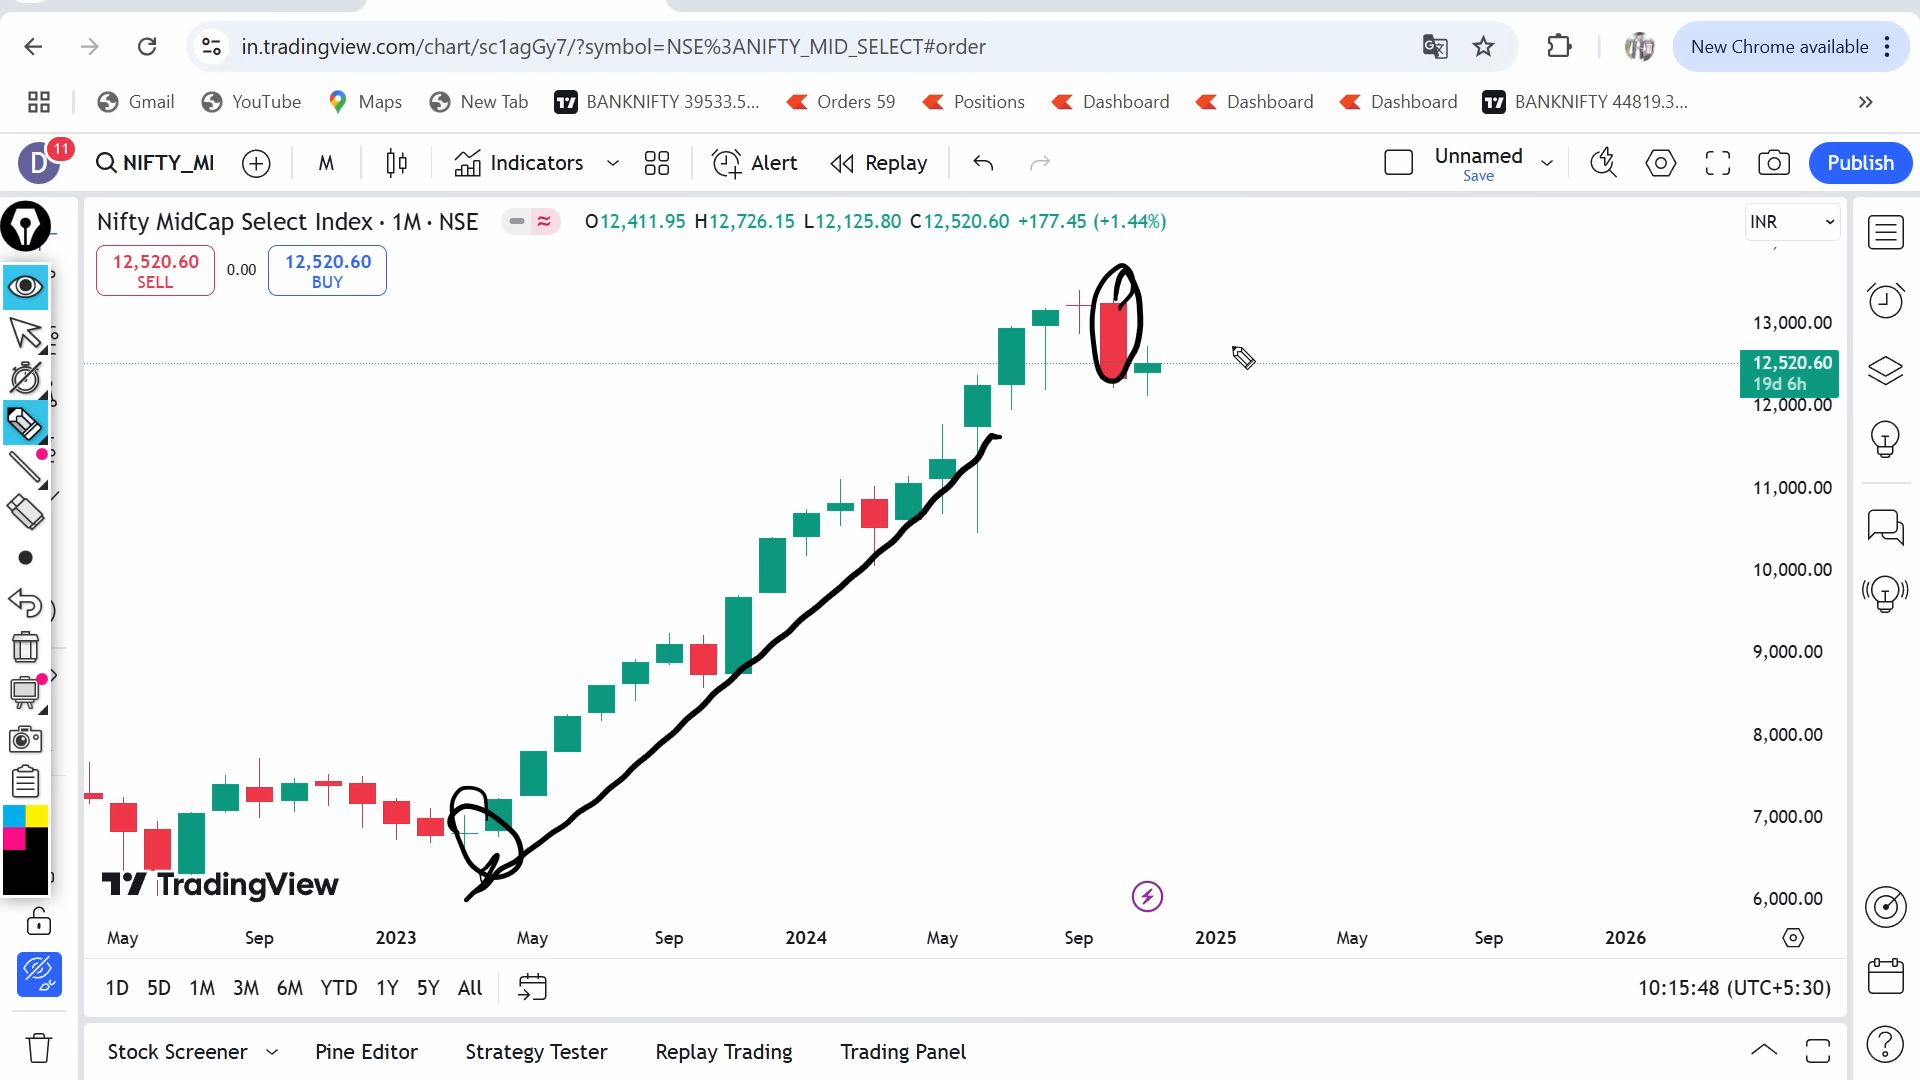 in.tradingview.com/chart/sc1agGy7/?symbol=NSE%3ANIFTY_MID_SELECT#order
New Chrome available
Gmail YouTube Maps New Tab BANKNIFTY 39533.5... Orders 59 Positions Dashboard Dashboard Dashboard BANKNIFTY 44819.3... »
D 11 NIFTY_MI M Indicators Alert Replay Unnamed Save Publish
Nifty MidCap Select Index · 1M · NSE O12,411.95 H12,726.15 L12,125.80 C12,520.60 +177.45 (+1.44%) INR
12,520.60 0.00 12,520.60
SELL BUY
13,000.00
12,520.60
19d 6h
12,000.00
11,000.00
10,000.00
9,000.00
8,000.00
7,000.00
TradingView
6,000.00
May Sep 2023 May Sep 2024 May Sep 2025 May Sep 2026
1D 5D 1M 3M 6M YTD 1Y 5Y All 10:15:48 (UTC+5:30)
Stock Screener Pine Editor Strategy Tester Replay Trading Trading Panel